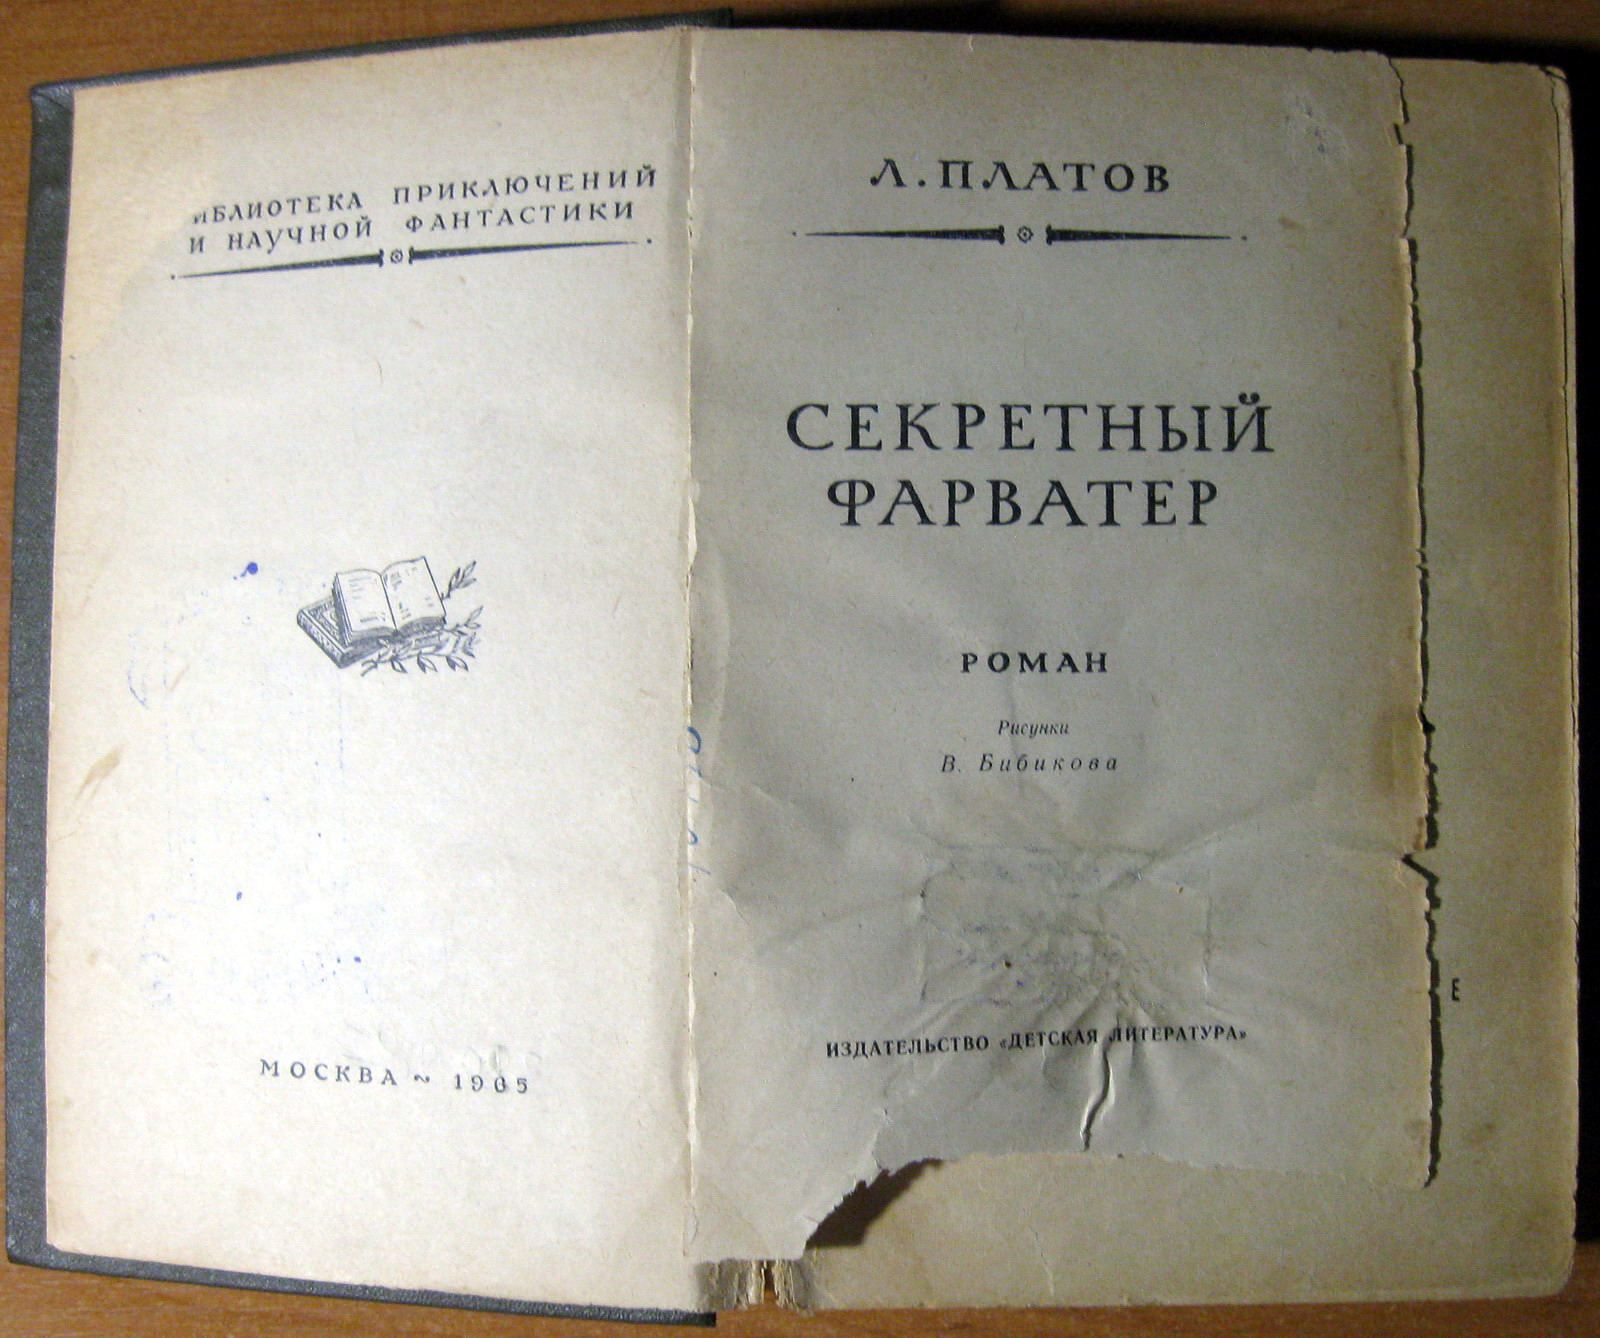 ИБЛИОТЕКА ПРИКЛЮЧЕНИЙ
И НАУЧНОЙ ФАНТАСТИКИ
МОСКВА ~ 1965
Л. ПЛАТОВ
СЕКРЕТНЫЙ
ФАРВАТЕР
РОМАН
Рисунки
В. Бибикова
ИЗДАТЕЛЬСТВО «ДЕТСКАЯ ЛИТЕРАТУРА»
Е